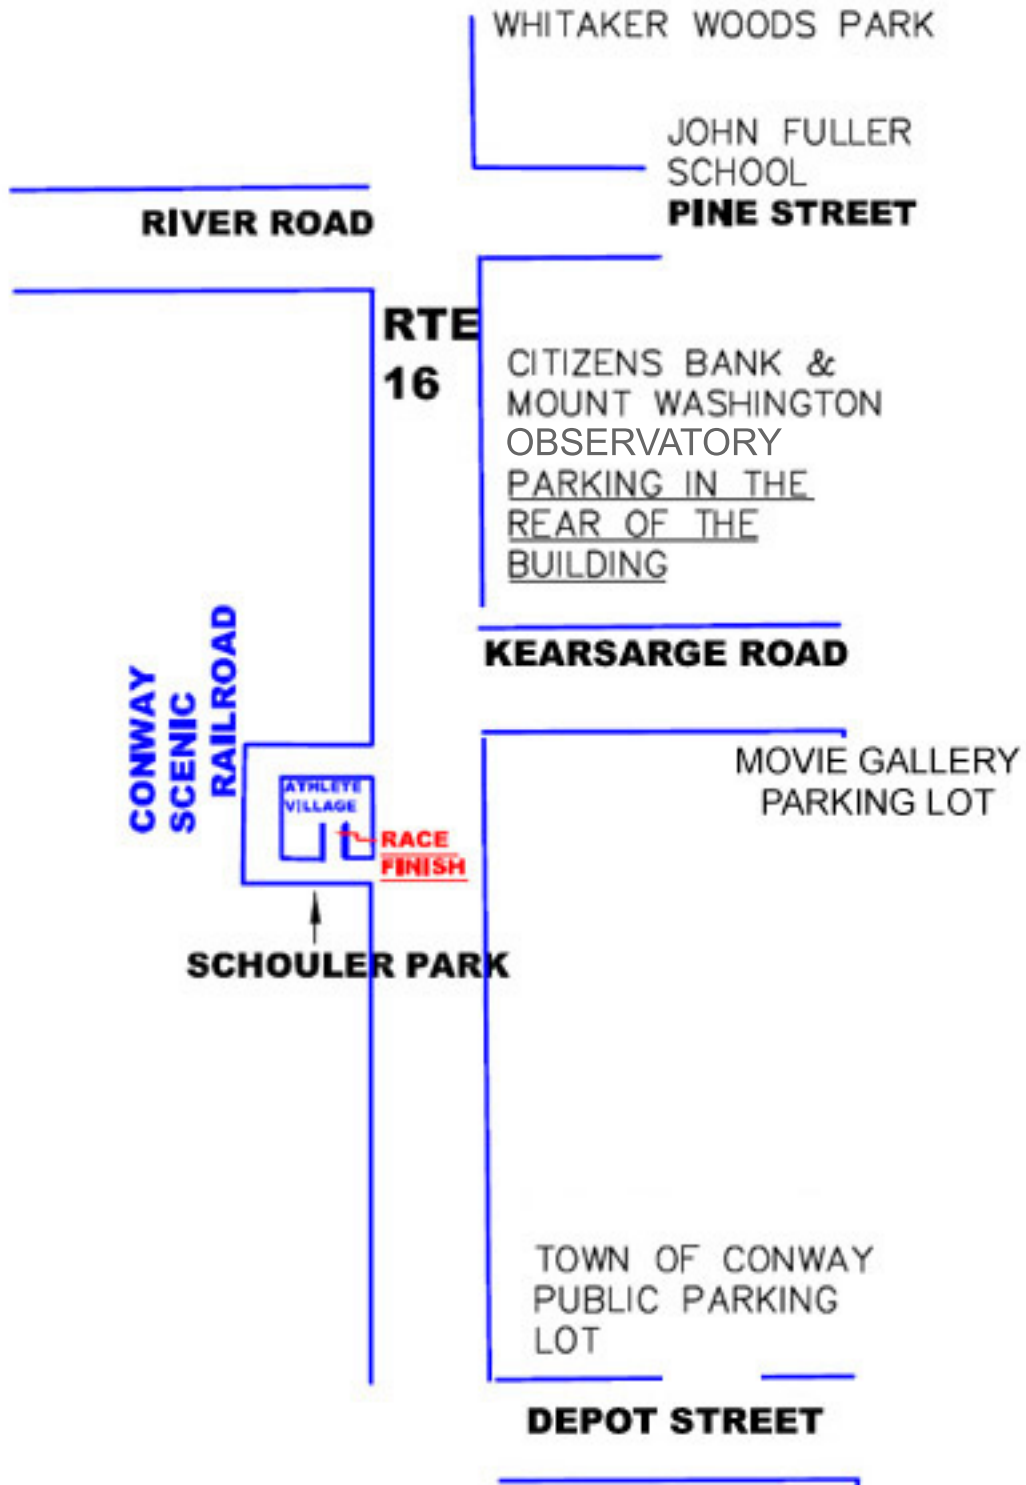 WHITAKER WOODS PARK
JOHN FULLER
SCHOOL
PINE STREET
RIVER ROAD
RTE
16
CITIZENS BANK &
MOUNT WASHINGTON
OBSERVATORY
PARKING IN THE
REAR OF THE
BUILDING
KEARSARGE ROAD
CONWAY
SCENIC
RAILROAD
MOVIE GALLERY
PARKING LOT
ATHLETE
VILLAGE
RACE
FINISH
SCHOULER PARK
TOWN OF CONWAY
PUBLIC PARKING
LOT
DEPOT STREET